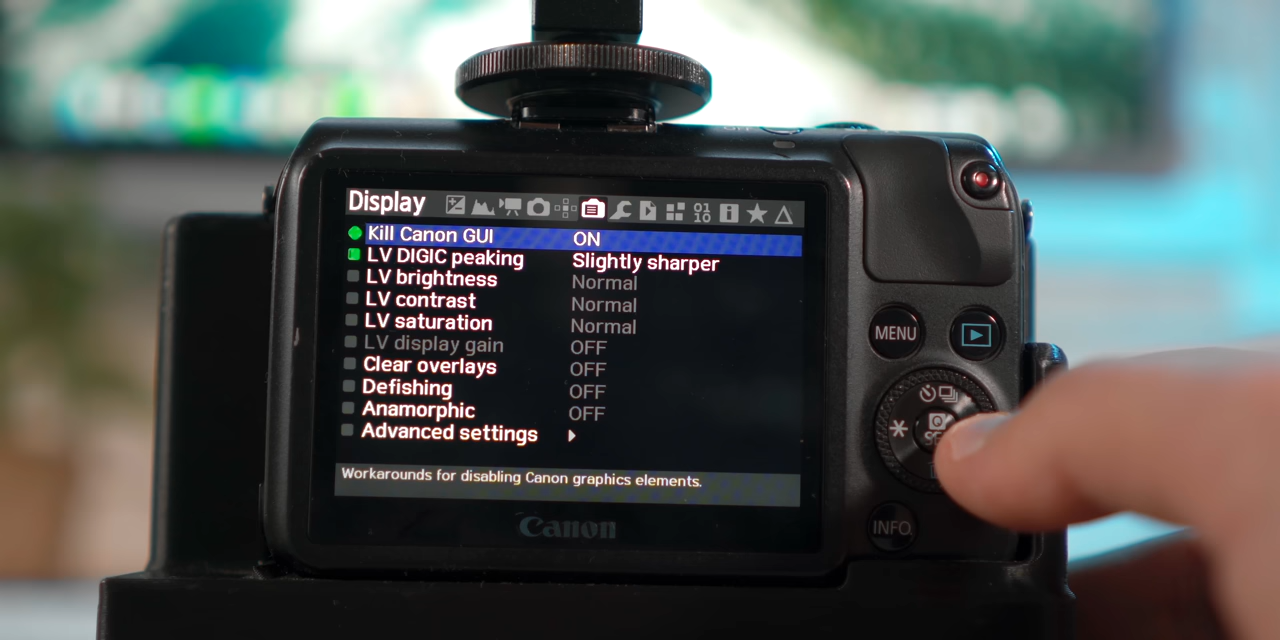 Display
Kill Canon GUI ON
LV DIGIC peaking Slightly sharper
LV brightness Normal
LV contrast Normal
LV saturation Normal
LV display gain OFF
Clear overlays OFF
Defishing OFF
Anamorphic OFF
Advanced settings
Workarounds for disabling Canon graphics elements.
Canon
MENU
INFO.